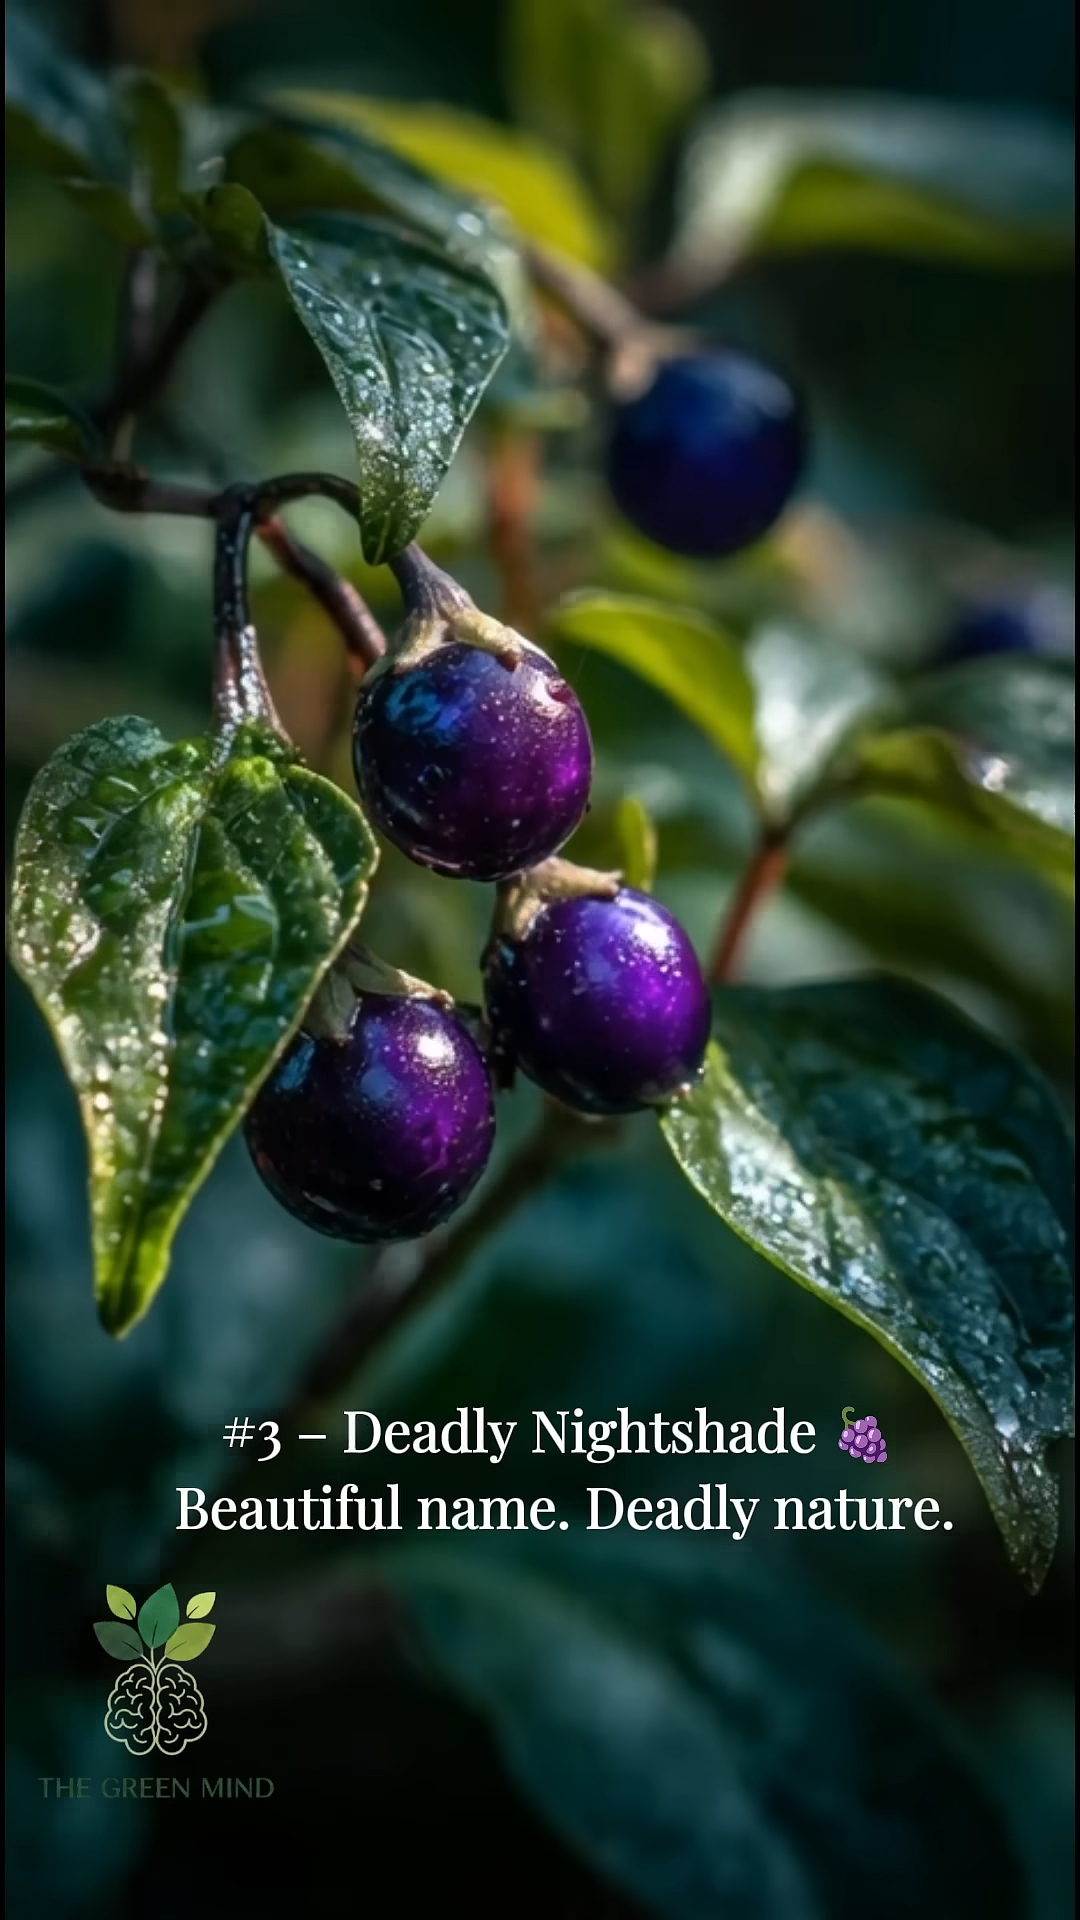 #3 – Deadly Nightshade 🍇
Beautiful name. Deadly nature.
THE GREEN MIND